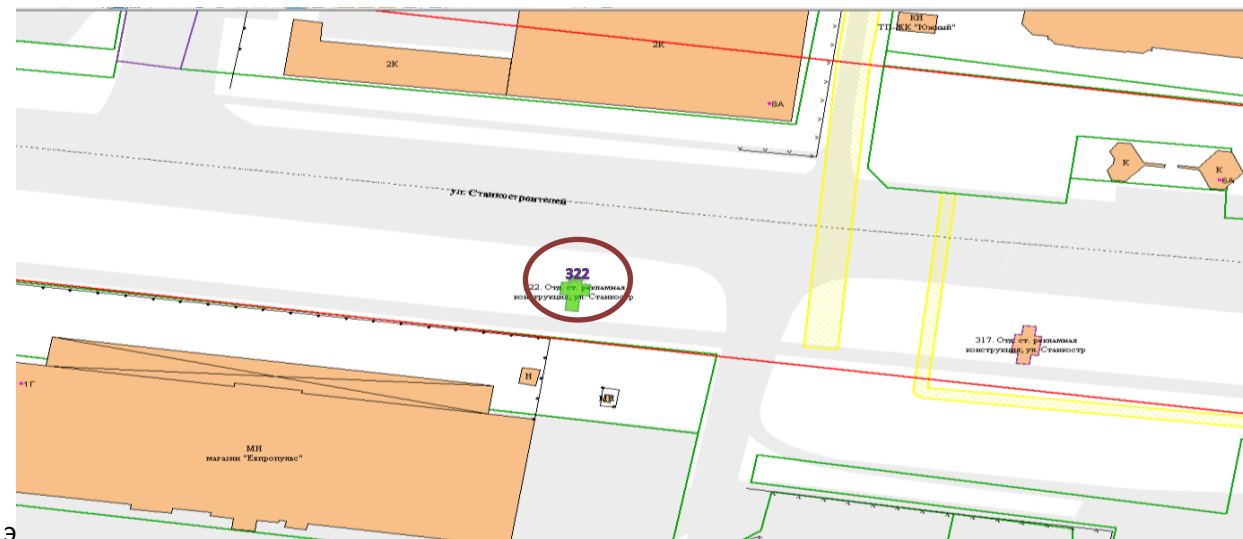 КН
ТП-ЖК "Южный"
2К
2К
8А
К
К
6А
ул. Станкостроителей
322
22. Отд. ст. рекламная
конструкция, ул. Станкостр
317. Отд. ст. рекламная
конструкция, ул. Станкостр
1Г
Н
МН
магазин "Европругас"
э